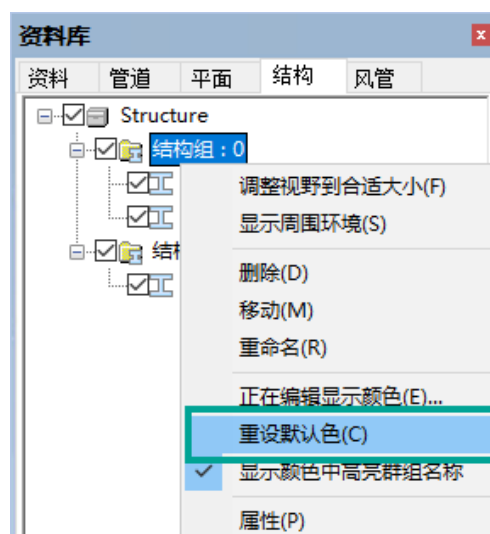 资料库
x
资料 管道 平面 结构 风管
Structure
结构组：0
调整视野到合适大小(F)
显示周围环境(S)
结
删除(D)
移动(M)
重命名(R)
正在编辑显示颜色(E)...
重设默认色(C)
显示颜色中高亮群组名称
属性(P)